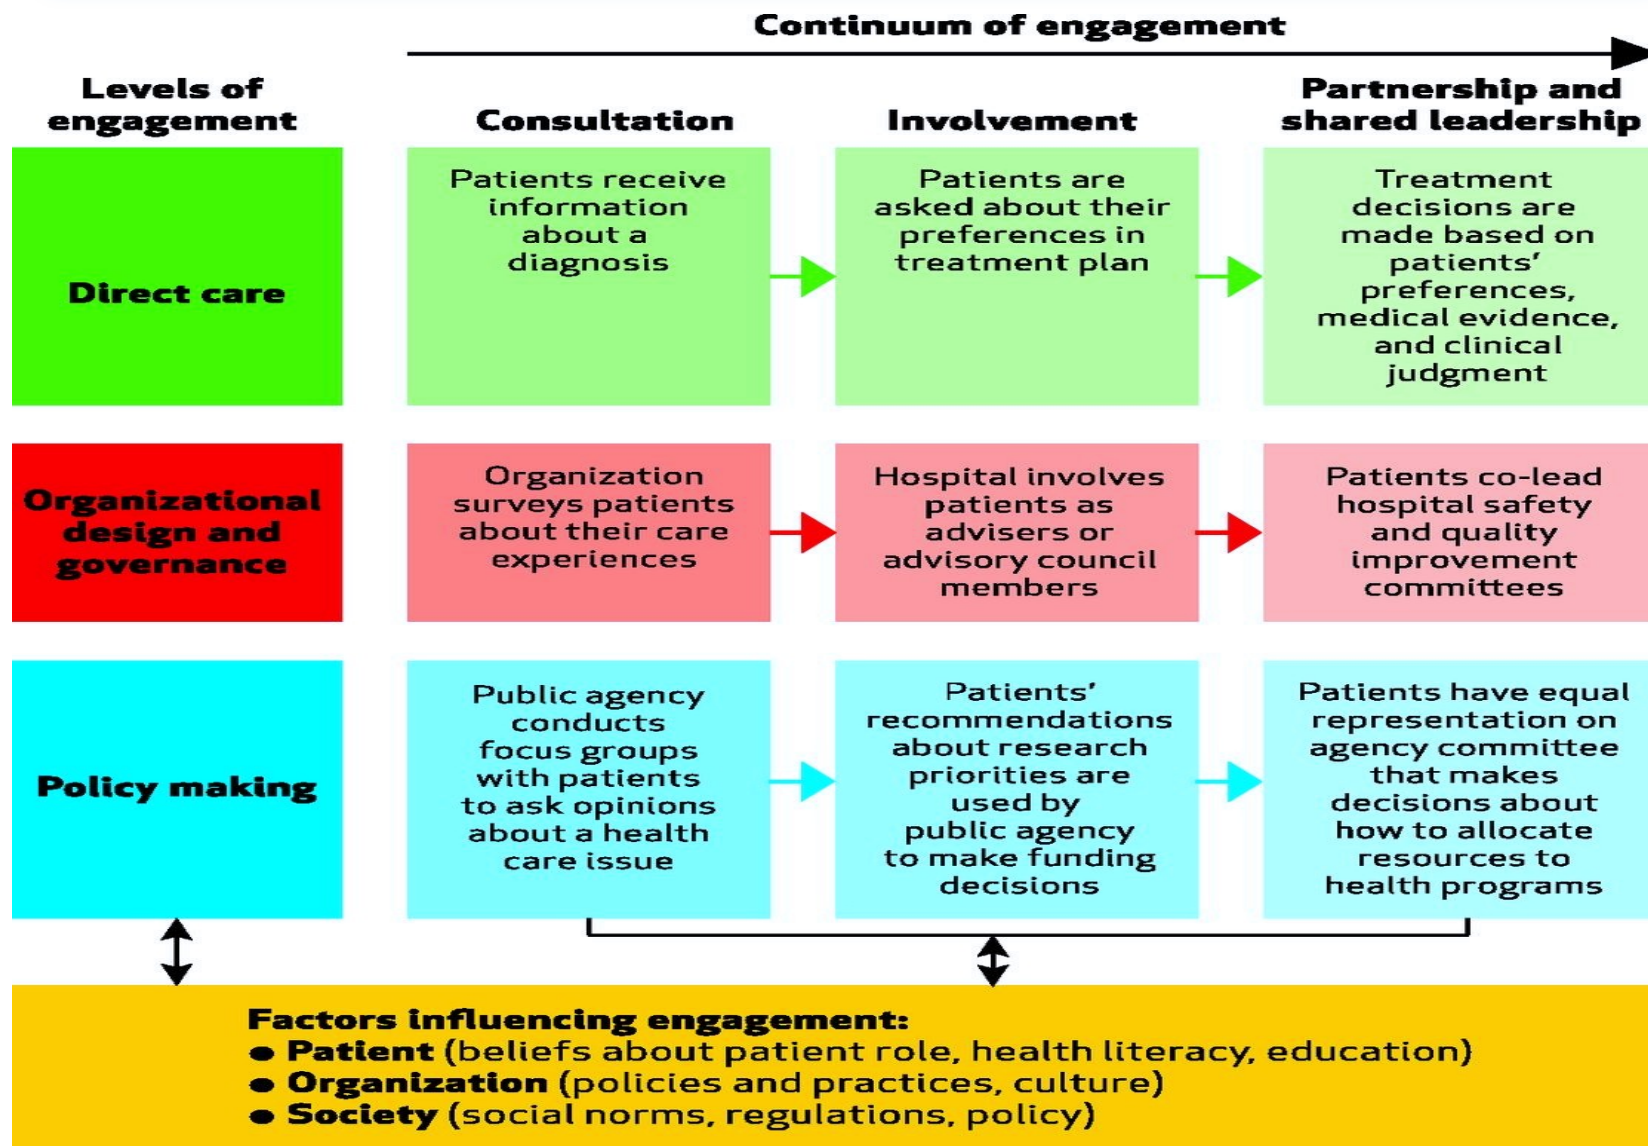 Continuum of engagement
Levels of
engagement
Consultation
Involvement
Partnership and
shared leadership
Direct care
Patients receive
information
about a
diagnosis
Patients are
asked about their
preferences in
treatment plan
Treatment
decisions are
made based on
patients’
preferences,
medical evidence,
and clinical
judgment
Organizational
design and
governance
Organization
surveys patients
about their care
experiences
Hospital involves
patients as
advisers or
advisory council
members
Patients co-lead
hospital safety
and quality
improvement
committees
Policy making
Public agency
conducts
focus groups
with patients
to ask opinions
about a health
care issue
Patients’
recommendations
about research
priorities are
used by
public agency
to make funding
decisions
Patients have equal
representation on
agency committee
that makes
decisions about
how to allocate
resources to
health programs
Factors influencing engagement:
● Patient (beliefs about patient role, health literacy, education)
● Organization (policies and practices, culture)
● Society (social norms, regulations, policy)